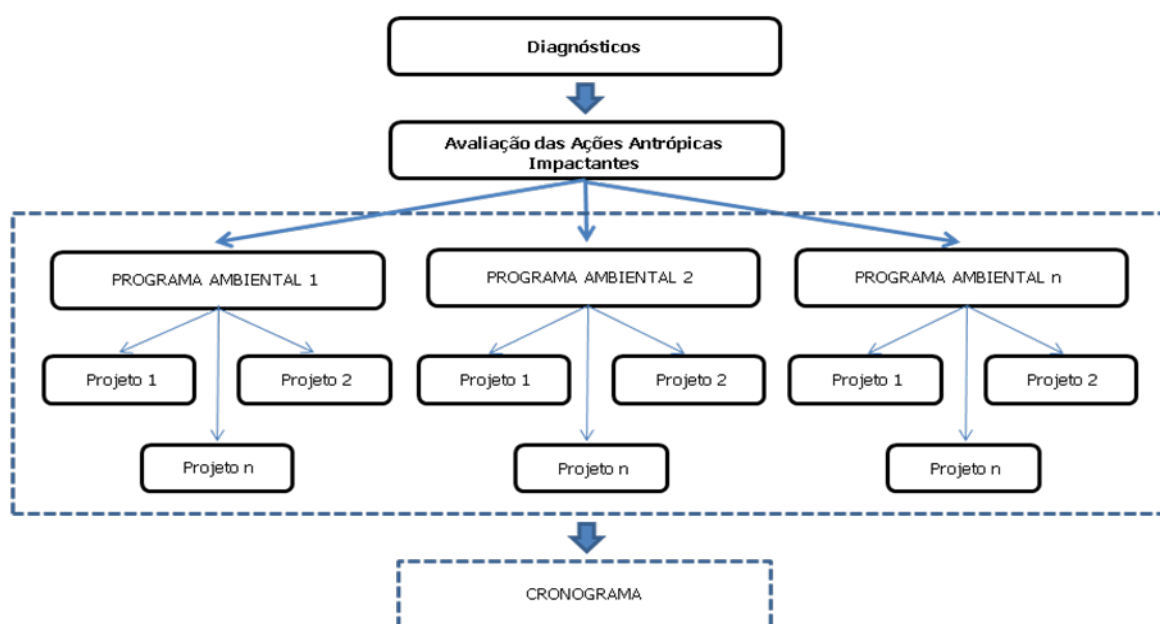 Diagnósticos
Avaliação das Ações Antrópicas
Impactantes
PROGRAMA AMBIENTAL 1
PROGRAMA AMBIENTAL 2
PROGRAMA AMBIENTAL n
Projeto 1
Projeto 2
Projeto 1
Projeto 2
Projeto 1
Projeto 2
Projeto n
Projeto n
Projeto n
CRONOGRAMA